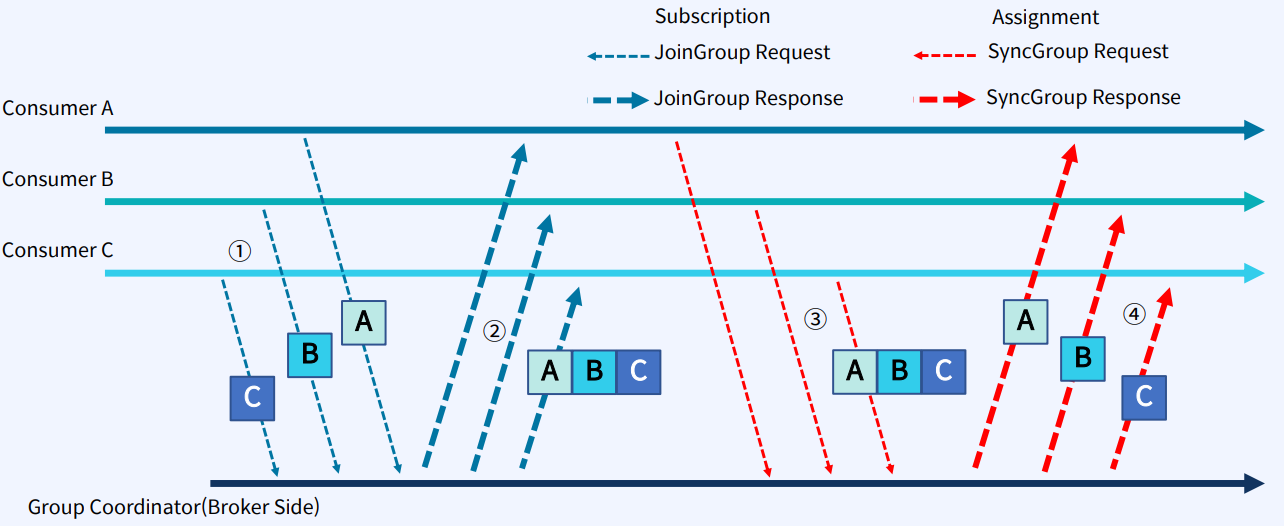 Subscription
Assignment
JoinGroup Request
SyncGroup Request
JoinGroup Response
SyncGroup Response
Consumer A
Consumer B
Consumer C
①
A
B
C
②
A B C
③
A B C
④
A
B
C
Group Coordinator(Broker Side)